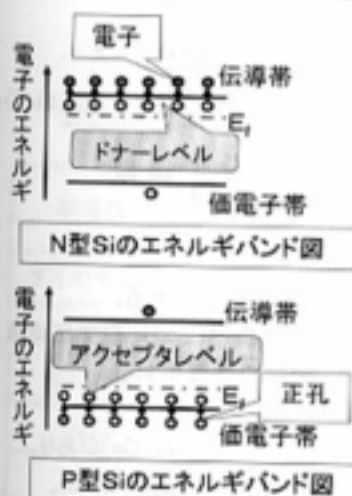 電子
電子のエネルギ
伝導帯
Ef
ドナーレベル
価電子帯
N型Siのエネルギバンド図
電子のエネルギ
伝導帯
アクセプタレベル
Ef
正孔
価電子帯
P型Siのエネルギバンド図